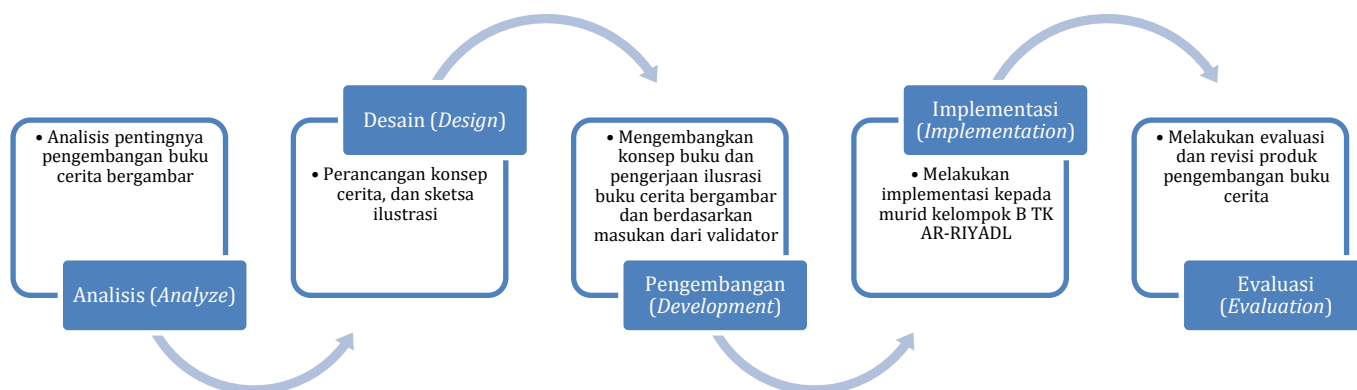 • Analisis pentingnya
pengembangan buku
cerita bergambar
Analisis (Analyze)
Desain (Design)
• Perancangan konsep
cerita, dan sketsa
ilustrasi
• Mengembangkan
konsep buku dan
pengerjaan ilusrasi
buku cerita bergambar
dan berdasarkan
masukan dari validator
Pengembangan
(Development)
Implementasi
(Implementation)
• Melakukan
implementasi kepada
murid kelompok B TK
AR-RIYADL
• Melakukan evaluasi
dan revisi produk
pengembangan buku
cerita
Evaluasi
(Evaluation)